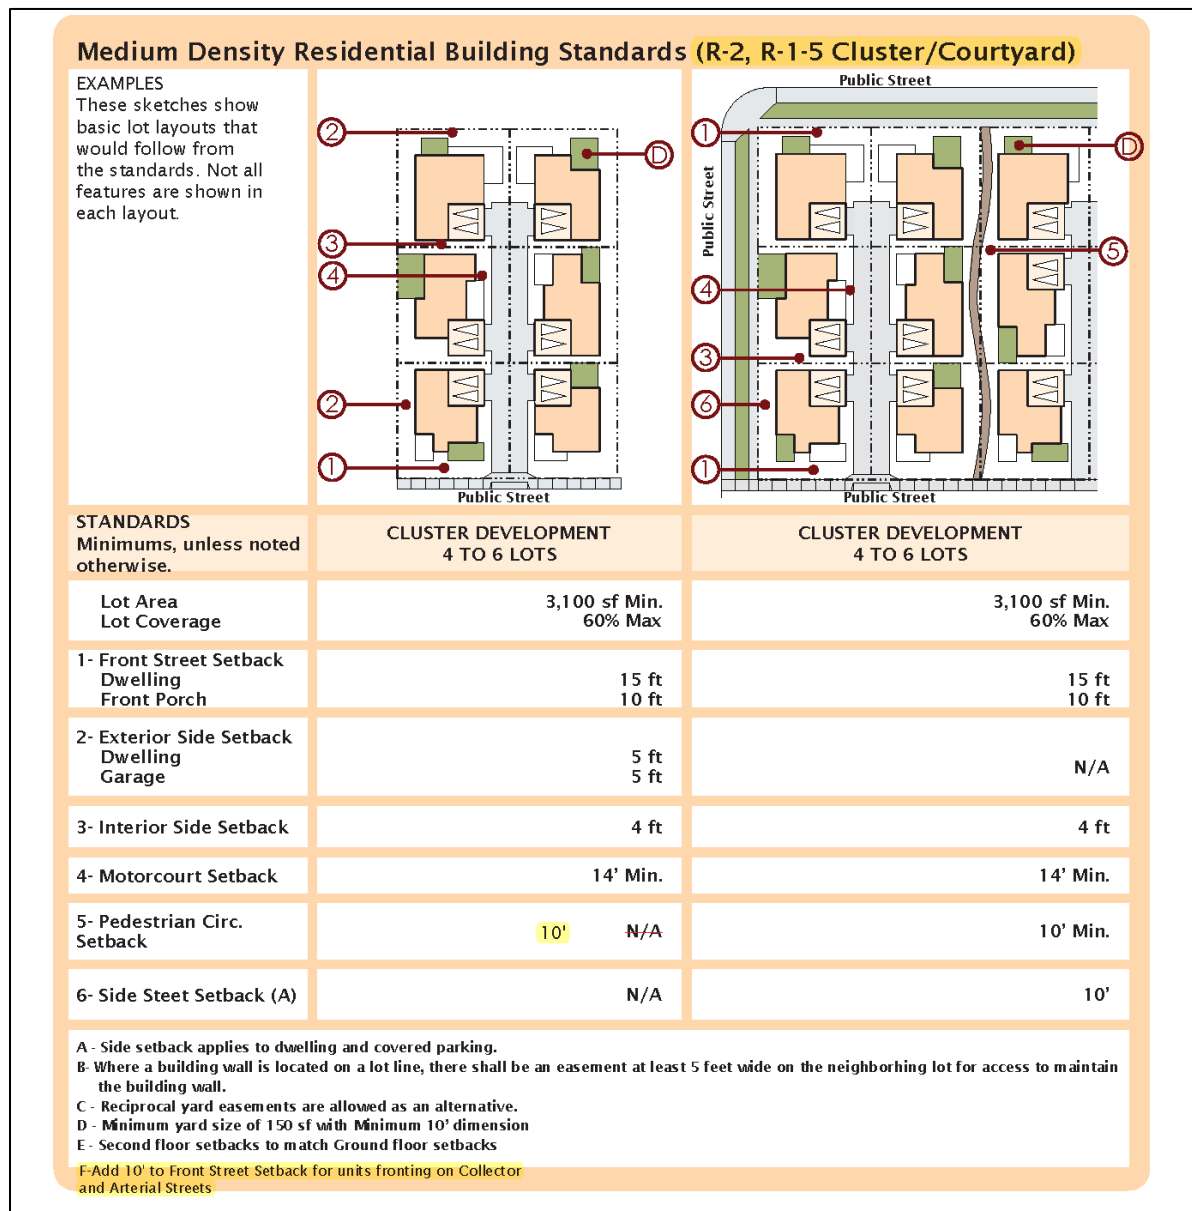 Medium Density Residential Building Standards (R-2, R-1-5 Cluster/Courtyard)
EXAMPLES
These sketches show
basic lot layouts that
would follow from
the standards. Not all
features are shown in
each layout.
2
D
3
4
2
1
Public Street
Public Street
Public Street
1
D
5
4
3
6
1
Public Street
STANDARDS
Minimums, unless noted
otherwise.
CLUSTER DEVELOPMENT
4 TO 6 LOTS
CLUSTER DEVELOPMENT
4 TO 6 LOTS
Lot Area 3,100 sf Min. 3,100 sf Min.
Lot Coverage 60% Max 60% Max
1- Front Street Setback
Dwelling 15 ft 15 ft
Front Porch 10 ft 10 ft
2- Exterior Side Setback
Dwelling 5 ft
Garage 5 ft
N/A
3- Interior Side Setback 4 ft 4 ft
4- Motorcourt Setback 14' Min. 14' Min.
5- Pedestrian Circ.
Setback
10' N/A 10' Min.
6- Side Steet Setback (A) N/A 10'
A - Side setback applies to dwelling and covered parking.
B- Where a building wall is located on a lot line, there shall be an easement at least 5 feet wide on the neighborhing lot for access to maintain
the building wall.
C - Reciprocal yard easements are allowed as an alternative.
D - Minimum yard size of 150 sf with Minimum 10' dimension
E - Second floor setbacks to match Ground floor setbacks
F-Add 10' to Front Street Setback for units fronting on Collector
and Arterial Streets